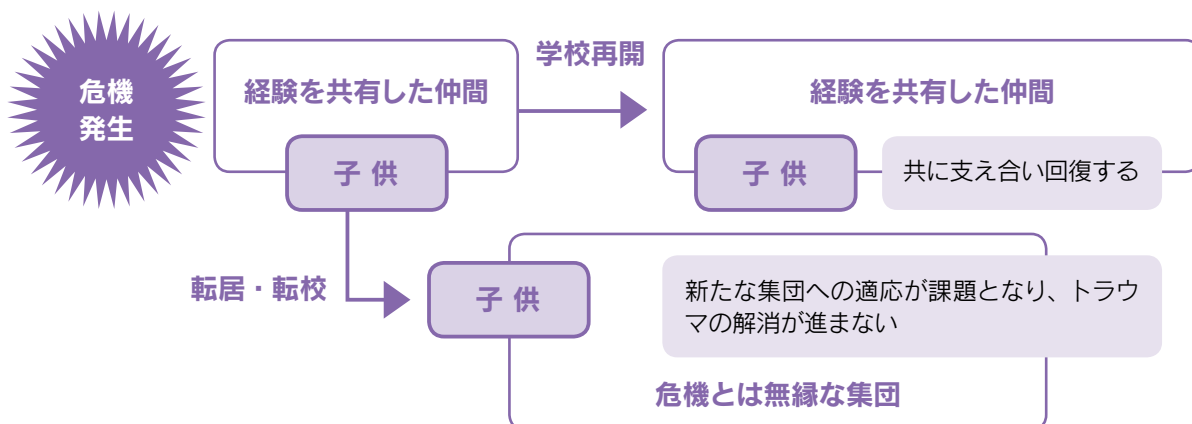 危機
発生
経験を共有した仲間
子供
学校再開
経験を共有した仲間
子供
共に支え合い回復する
転居・転校
子供
新たな集団への適応が課題となり、トラウ
マの解消が進まない
危機とは無縁な集団